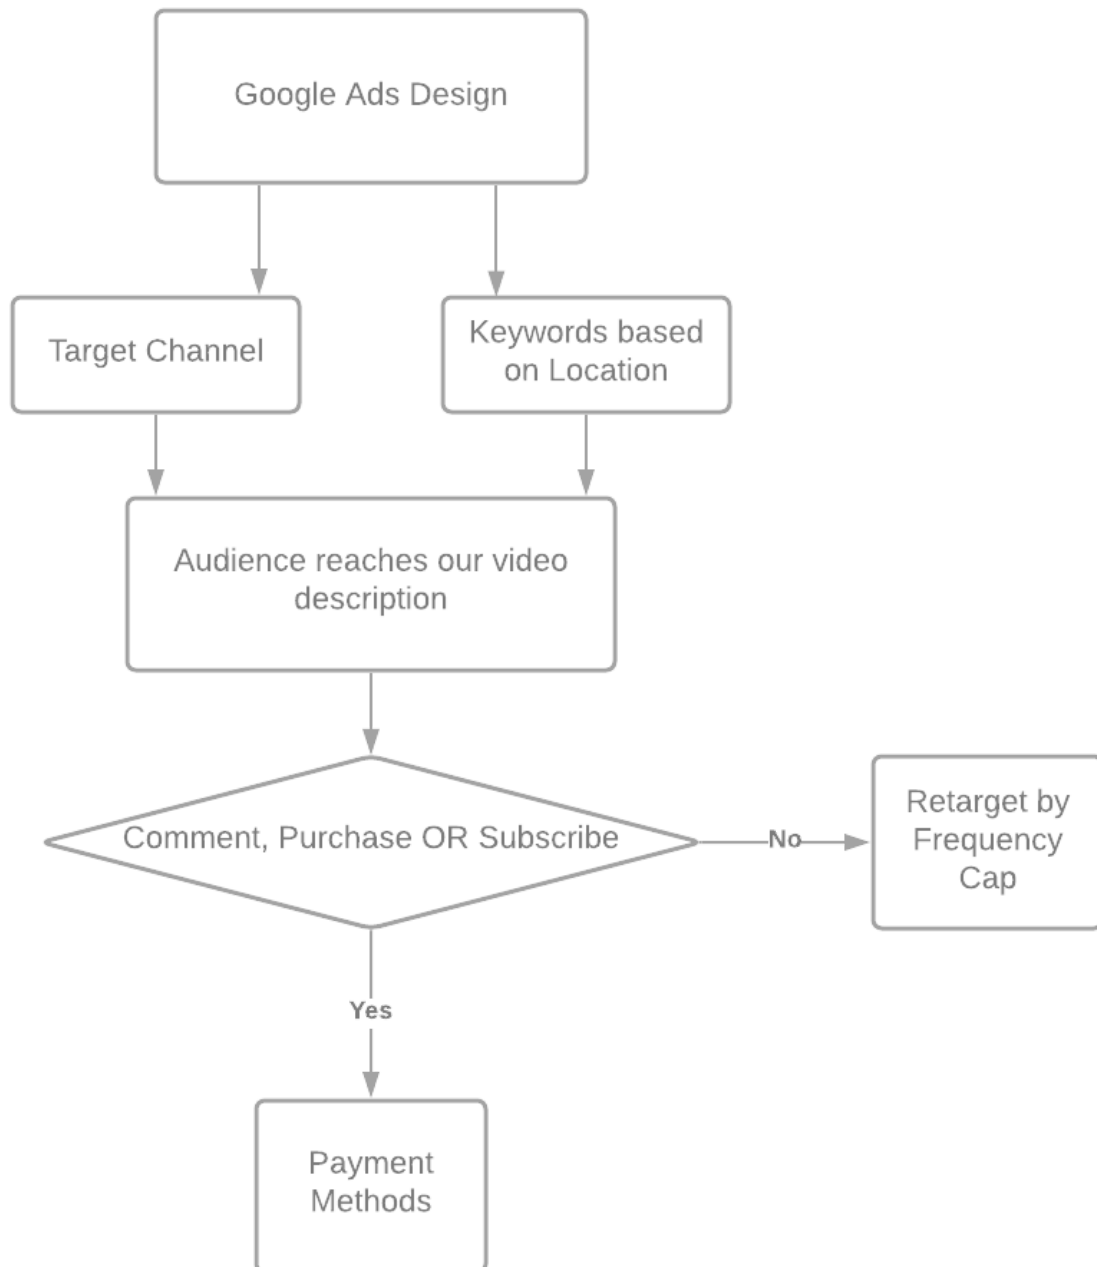 Google Ads Design
Target Channel
Keywords based
on Location
Audience reaches our video
description
Comment, Purchase OR Subscribe
No
Retarget by
Frequency
Cap
Yes
Payment
Methods